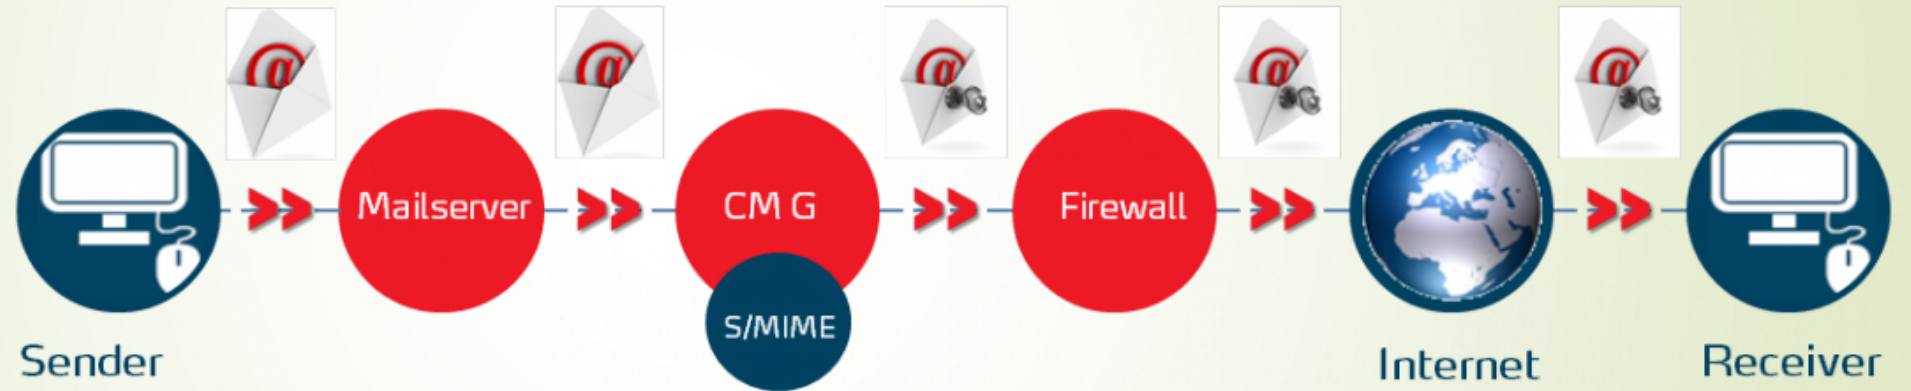 Mailserver
CM G
Firewall
S/MIME
Sender
Internet
Receiver